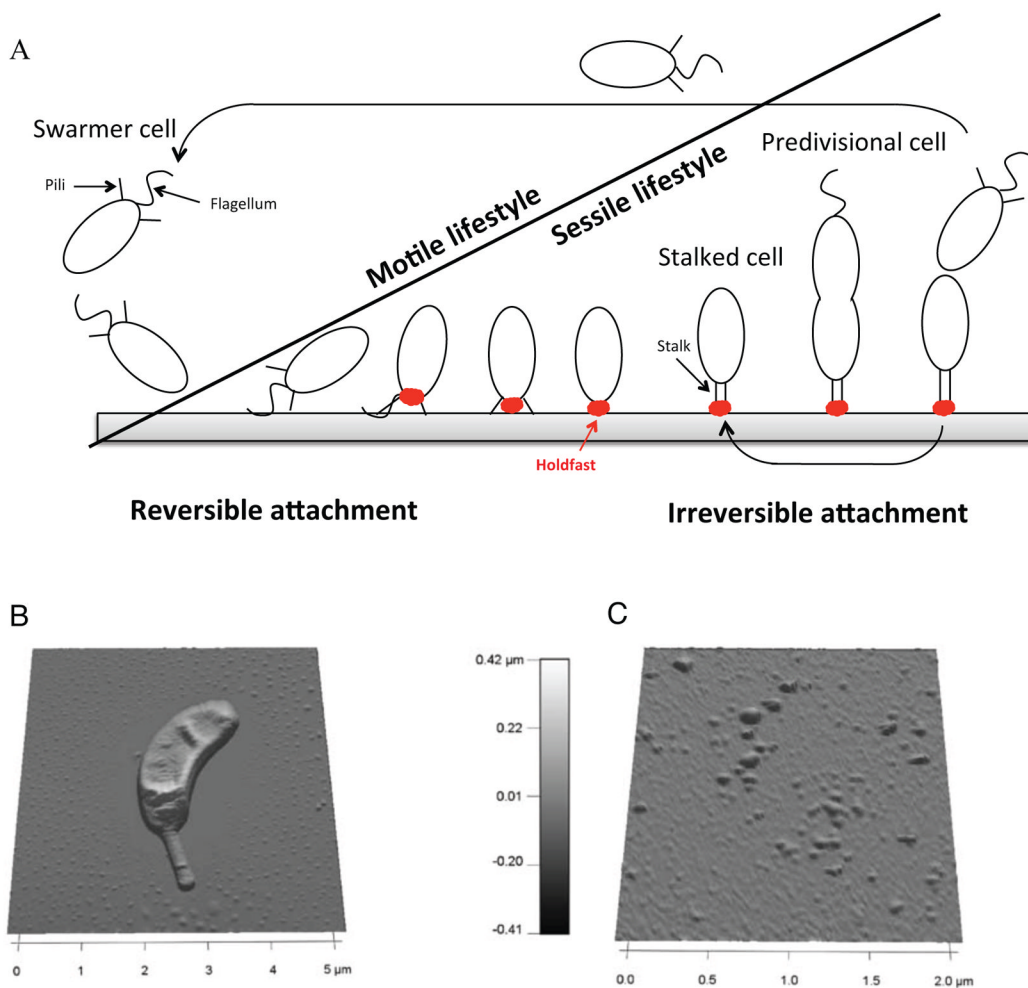 A
Swarmer cell
Pili
Flagellum
Motile lifestyle
Sessile lifestyle
Predivisional cell
Stalked cell
Stalk
Holdfast
Reversible attachment
Irreversible attachment
B
0 1 2 3 4 5 µm
0.42 µm
0.22
0.01
-0.20
-0.41
C
0.0 0.5 1.0 1.5 2.0 µm